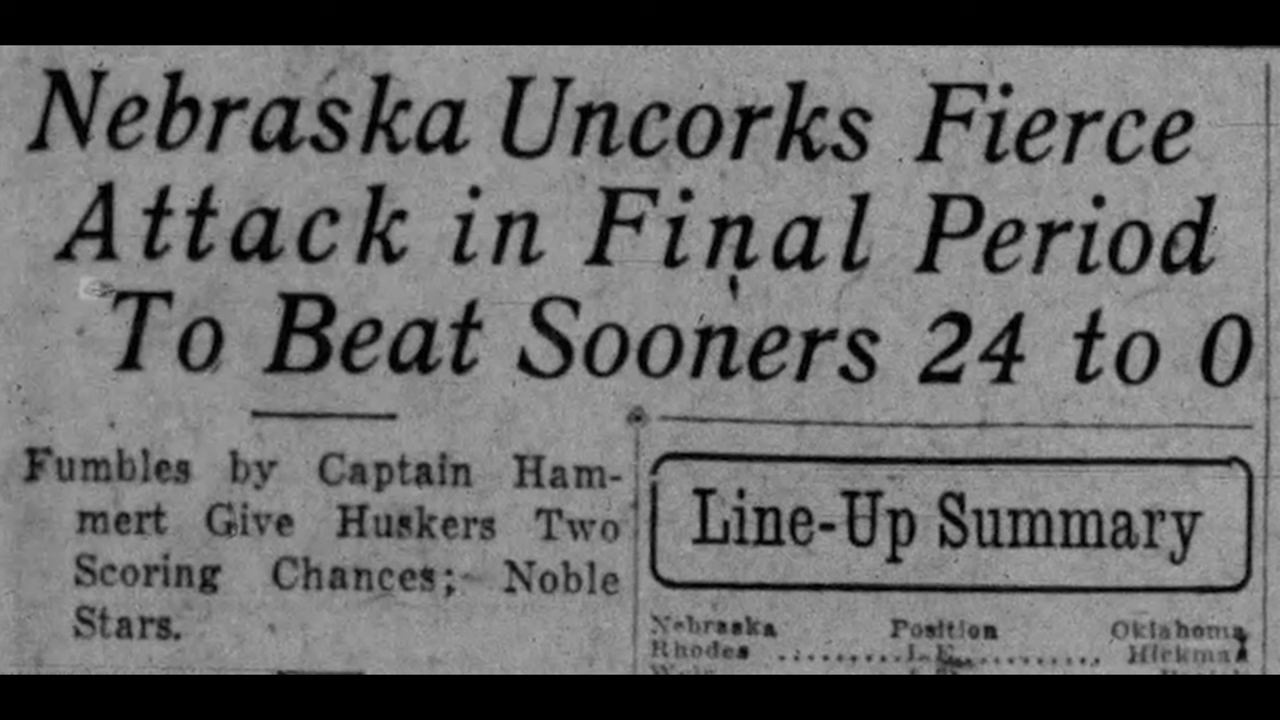 Nebraska Uncorks Fierce
Attack in Final Period
To Beat Sooners 24 to 0
Fumbles by Captain Ham-
mert Give Huskers Two
Scoring Chances; Noble
Stars.
Line-Up Summary
Nebraska Position Oklahoma
Rhodes ..........L. E.............